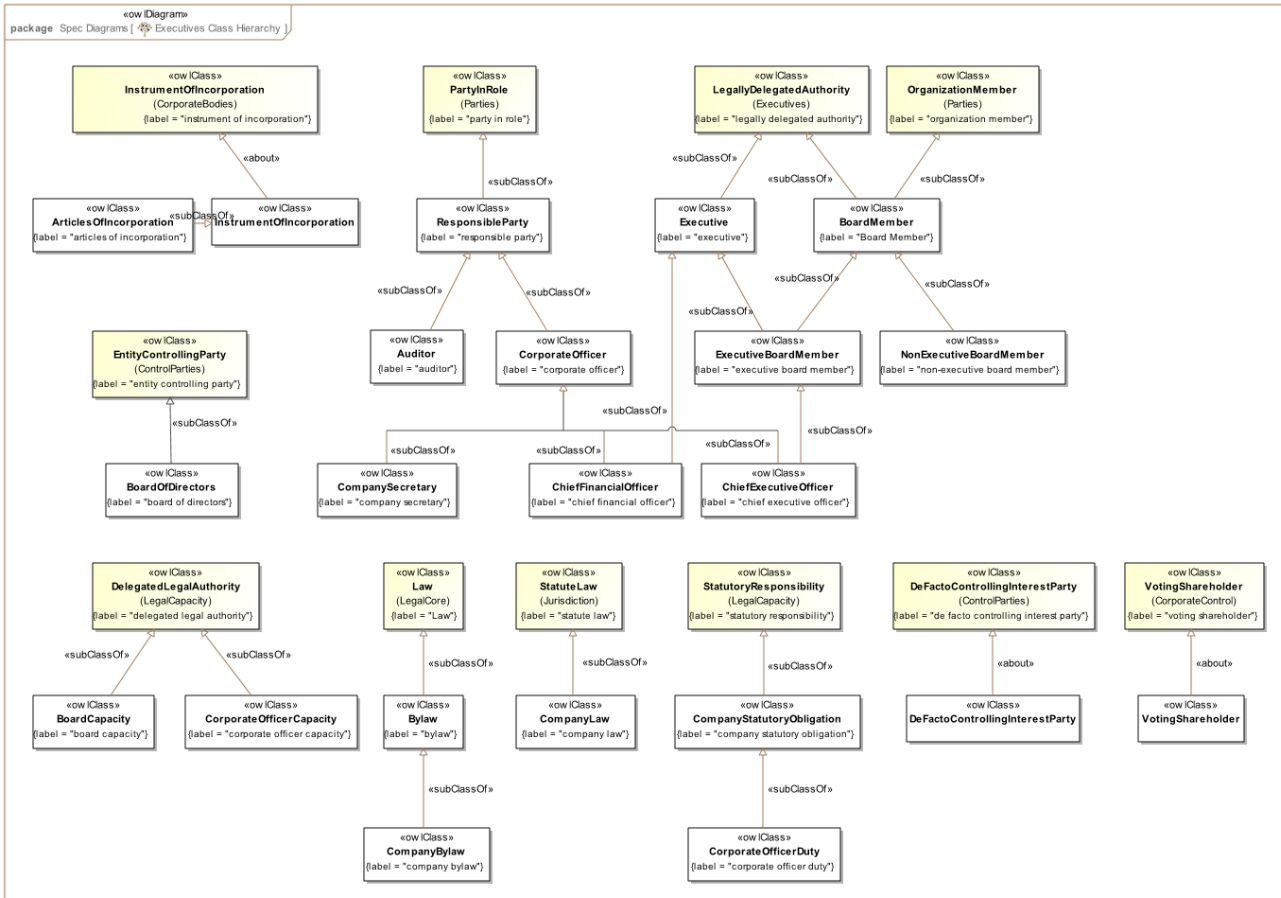 «owlDiagram»
package Spec Diagrams [ Executives Class Hierarchy ]
«owlClass»
InstrumentOfIncorporation
(CorporateBodies)
{label = "instrument of incorporation"}
«owlClass»
PartyInRole
(Parties)
{label = "party in role"}
«owlClass»
LegallyDelegatedAuthority
(Executives)
{label = "legally delegated authority"}
«owlClass»
OrganizationMember
(Parties)
{label = "organization member"}
«about»
«subClassOf»
«subClassOf»
«subClassOf»
«subClassOf»
«owlClass»
ArticlesOfIncorporation
{label = "articles of incorporation"}
«subClassOf»
«owlClass»
InstrumentOfIncorporation
«owlClass»
ResponsibleParty
{label = "responsible party"}
«owlClass»
Executive
{label = "executive"}
«owlClass»
BoardMember
{label = "Board Member"}
«subClassOf»
«subClassOf»
«subClassOf»
«subClassOf»
«subClassOf»
«owlClass»
EntityControllingParty
(ControlParties)
{label = "entity controlling party"}
«owlClass»
Auditor
{label = "auditor"}
«owlClass»
CorporateOfficer
{label = "corporate officer"}
«owlClass»
ExecutiveBoardMember
{label = "executive board member"}
«owlClass»
NonExecutiveBoardMember
{label = "non-executive board member"}
«subClassOf»
«subClassOf»
«subClassOf»
«subClassOf»
«subClassOf»
«subClassOf»
«subClassOf»
«owlClass»
BoardOfDirectors
{label = "board of directors"}
«owlClass»
CompanySecretary
{label = "company secretary"}
«owlClass»
ChiefFinancialOfficer
{label = "chief financial officer"}
«owlClass»
ChiefExecutiveOfficer
{label = "chief executive officer"}
«owlClass»
DelegatedLegalAuthority
(LegalCapacity)
{label = "delegated legal authority"}
«owlClass»
Law
(LegalCore)
{label = "Law"}
«owlClass»
StatuteLaw
(Jurisdiction)
{label = "statute law"}
«owlClass»
StatutoryResponsibility
(LegalCapacity)
{label = "statutory responsibility"}
«owlClass»
DeFactoControllingInterestParty
(ControlParties)
{label = "de facto controlling interest party"}
«owlClass»
VotingShareholder
(CorporateControl)
{label = "voting shareholder"}
«subClassOf»
«subClassOf»
«subClassOf»
«subClassOf»
«subClassOf»
«about»
«about»
«owlClass»
BoardCapacity
{label = "board capacity"}
«owlClass»
CorporateOfficerCapacity
{label = "corporate officer capacity"}
«owlClass»
Bylaw
{label = "bylaw"}
«owlClass»
CompanyLaw
{label = "company law"}
«owlClass»
CompanyStatutoryObligation
{label = "company statutory obligation"}
«owlClass»
DeFactoControllingInterestParty
«owlClass»
VotingShareholder
«subClassOf»
«subClassOf»
«owlClass»
CompanyBylaw
{label = "company bylaw"}
«owlClass»
CorporateOfficerDuty
{label = "corporate officer duty"}